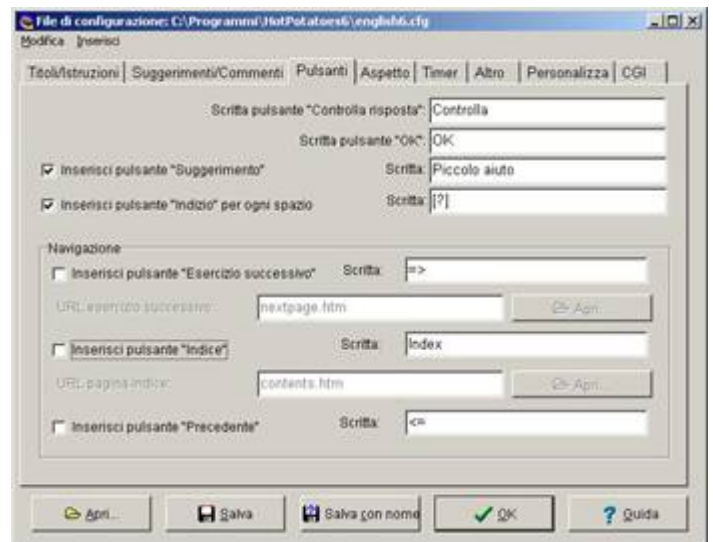 File di configurazione: C:\Programmi\HotPotatoes6\english6.cfg
Modifica Inserisci
Titoli/Istruzioni Suggerimenti/Commenti Pulsanti Aspetto Timer Altro Personalizza CGI
Scritta pulsante "Controlla risposta": Controlla
Scritta pulsante "OK": OK
Inserisci pulsante "Suggerimento" Scritta: Piccolo aiuto
Inserisci pulsante "Indizio" per ogni spazio Scritta: [?]
Navigazione
Inserisci pulsante "Esercizio successivo" Scritta: =>
URL esercizio successivo: nextpage.htm Apri...
Inserisci pulsante "Indice" Scritta: Index
URL pagina indice: contents.htm Apri...
Inserisci pulsante "Precedente" Scritta: <=
Apri... Salva Salva con nome OK Guida